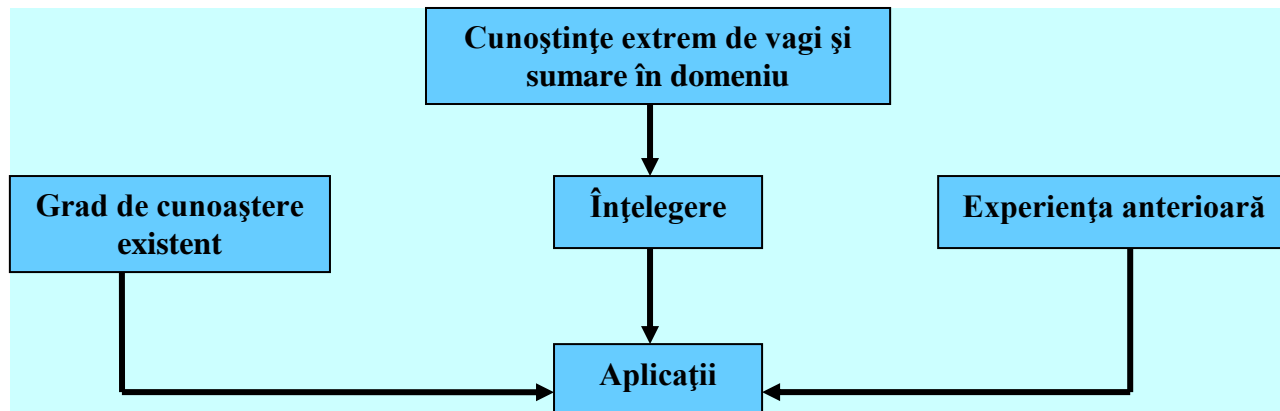 Cunoştinţe extrem de vagi şi
sumare în domeniu
Grad de cunoaştere
existent
Înţelegere
Experienţa anterioară
Aplicaţii